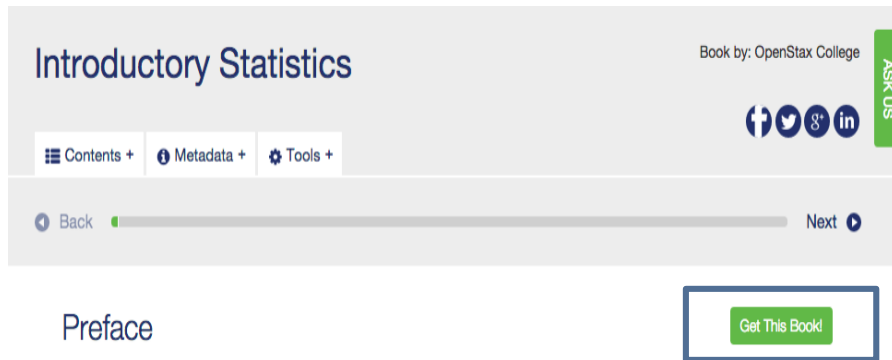 Introductory Statistics
Book by: OpenStax College
ASK US
Contents +
Metadata +
Tools +
Back
Next
Preface
Get This Book!